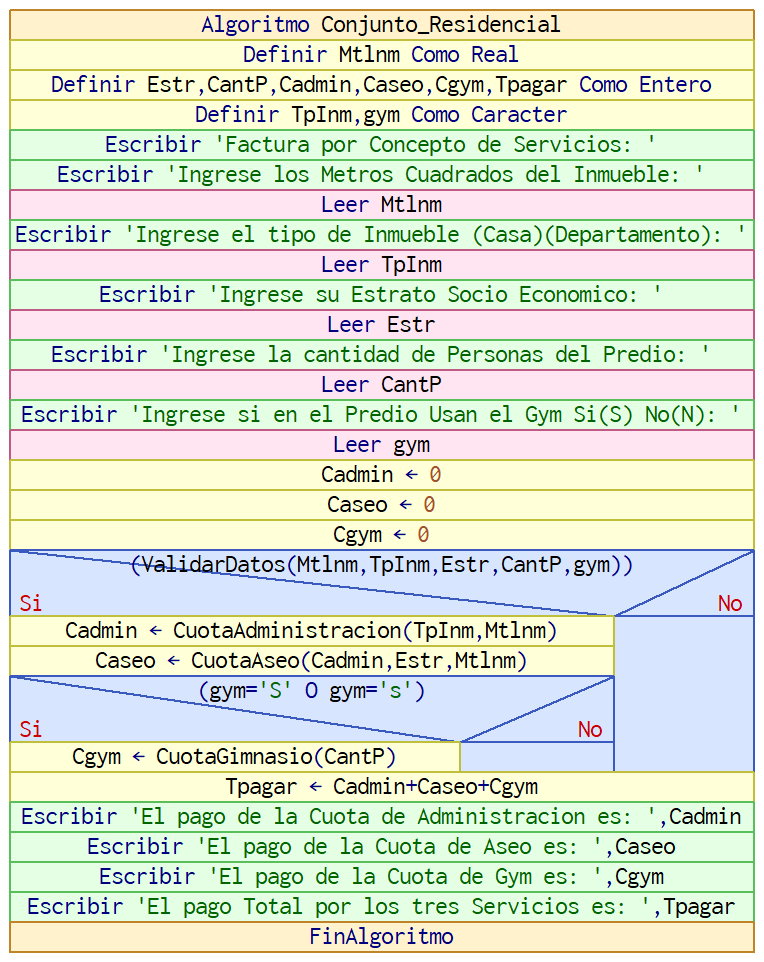 Algoritmo Conjunto_Residencial
Definir Mtlnm Como Real
Definir Estr,CantP,Cadmin,Caseo,Cgym,Tpagar Como Entero
Definir TpInm,gym Como Caracter
Escribir 'Factura por Concepto de Servicios: '
Escribir 'Ingrese los Metros Cuadrados del Inmueble: '
Leer Mtlnm
Escribir 'Ingrese el tipo de Inmueble (Casa)(Departamento): '
Leer TpInm
Escribir 'Ingrese su Estrato Socio Economico: '
Leer Estr
Escribir 'Ingrese la cantidad de Personas del Predio: '
Leer CantP
Escribir 'Ingrese si en el Predio Usan el Gym Si(S) No(N): '
Leer gym
Cadmin ← 0
Caseo ← 0
Cgym ← 0
(ValidarDatos(Mtlnm,TpInm,Estr,CantP,gym))
Si No
Cadmin ← CuotaAdministracion(TpInm,Mtlnm)
Caseo ← CuotaAseo(Cadmin,Estr,Mtlnm)
(gym='S' O gym='s')
Si No
Cgym ← CuotaGimnasio(CantP)
Tpagar ← Cadmin+Caseo+Cgym
Escribir 'El pago de la Cuota de Administracion es: ',Cadmin
Escribir 'El pago de la Cuota de Aseo es: ',Caseo
Escribir 'El pago de la Cuota de Gym es: ',Cgym
Escribir 'El pago Total por los tres Servicios es: ',Tpagar
FinAlgoritmo